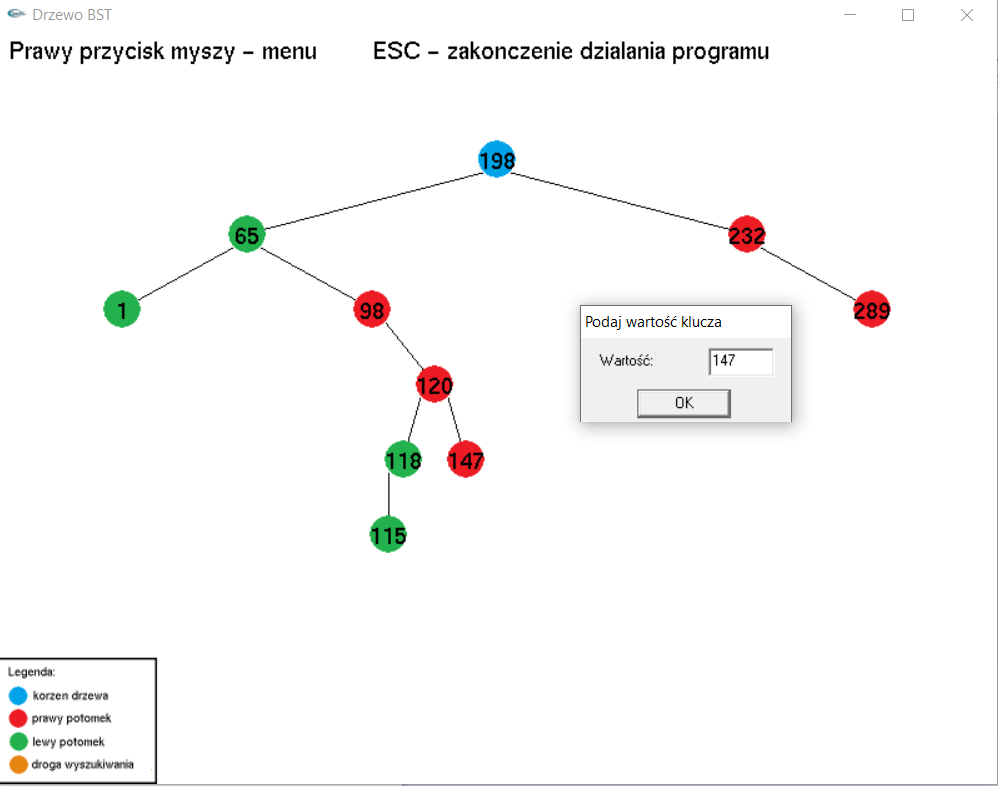 Drzewo BST
Prawy przycisk myszy – menu ESC – zakonczenie dzialania programu
198
65 232
1 98 289
Podaj wartość klucza
Wartość: 147
120
OK
118 147
115
Legenda:
korzen drzewa
prawy potomek
lewy potomek
droga wyszukiwania